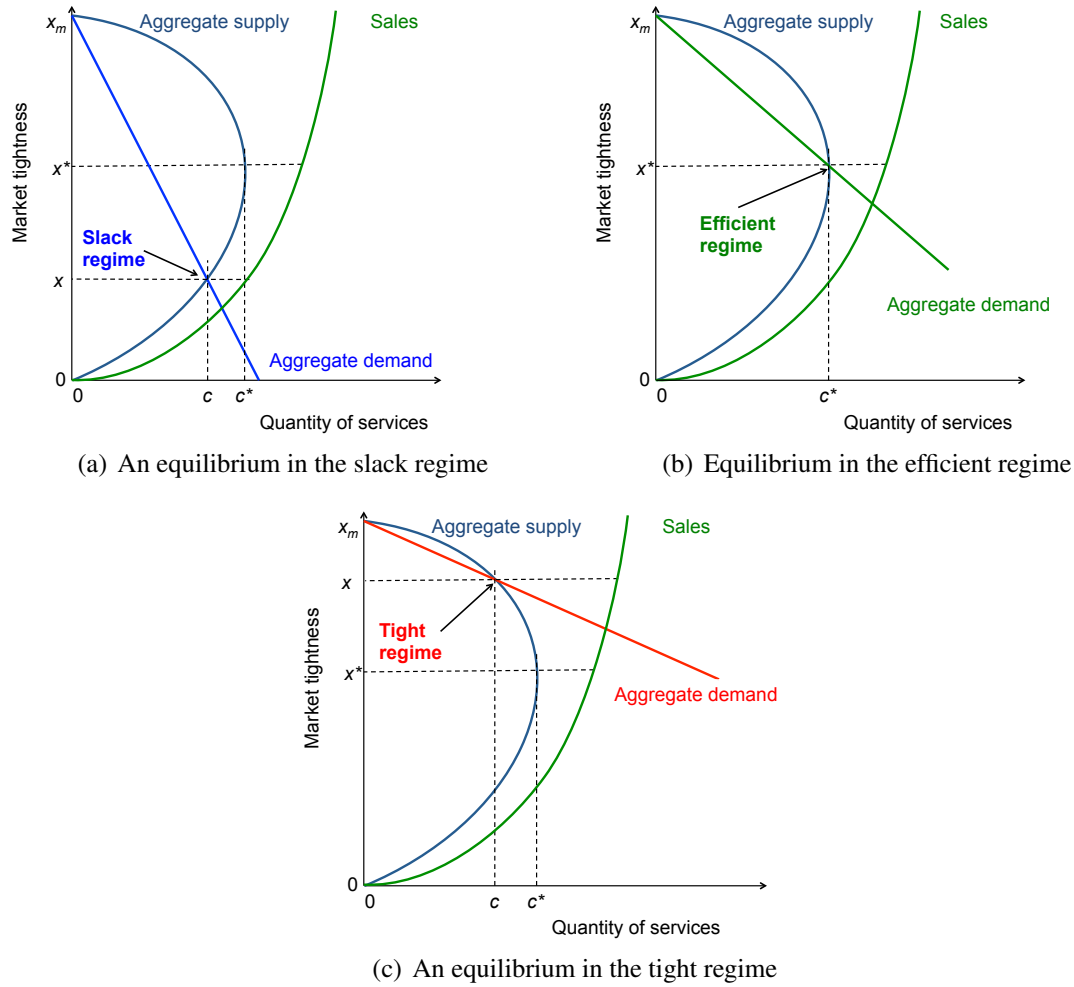 x_m
Aggregate supply
Sales
Market tightness
x*
Slack
regime
x
Aggregate demand
0
0
c
c*
Quantity of services
(a) An equilibrium in the slack regime
x_m
Aggregate supply
Sales
Market tightness
x*
Efficient
regime
Aggregate demand
0
0
c*
Quantity of services
(b) Equilibrium in the efficient regime
x_m
Aggregate supply
Sales
Market tightness
x
Tight
regime
x*
Aggregate demand
0
0
c
c*
Quantity of services
(c) An equilibrium in the tight regime